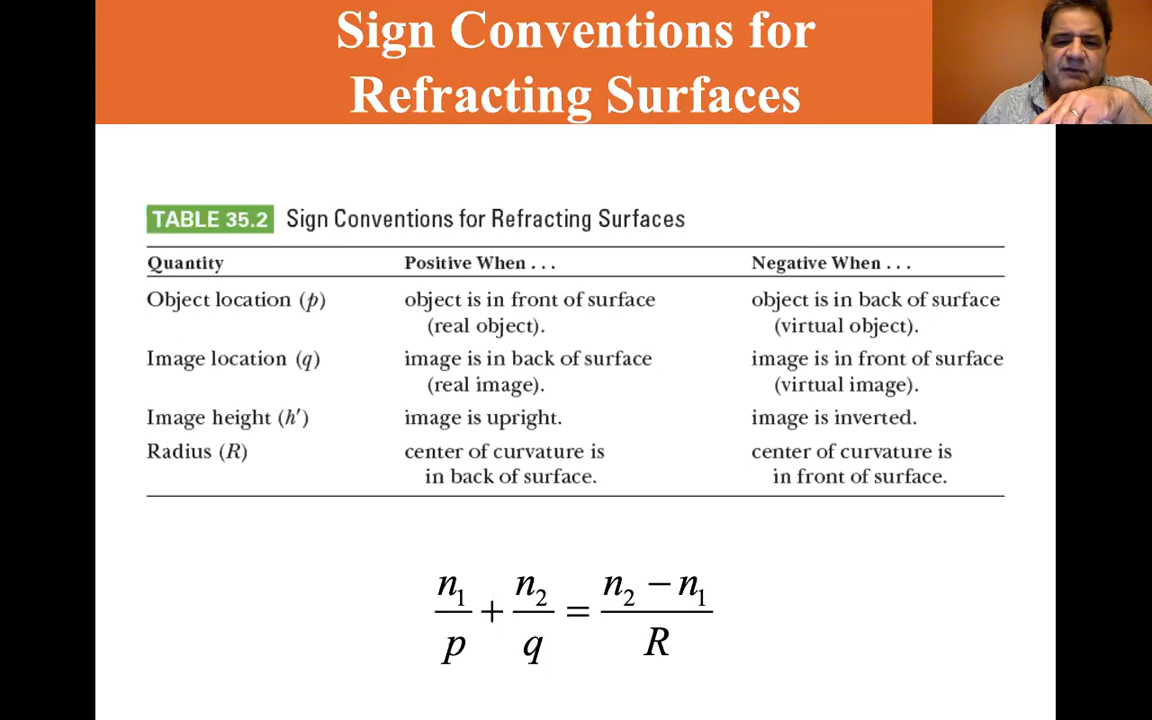 Sign Conventions for
Refracting Surfaces
TABLE 35.2 Sign Conventions for Refracting Surfaces
Quantity Positive When . . . Negative When . . .
Object location (p) object is in front of surface object is in back of surface
(real object). (virtual object).
Image location (q) image is in back of surface image is in front of surface
(real image). (virtual image).
Image height (h′) image is upright. image is inverted.
Radius (R) center of curvature is center of curvature is
in back of surface. in front of surface.
n₁/p + n₂/q = (n₂ − n₁)/R